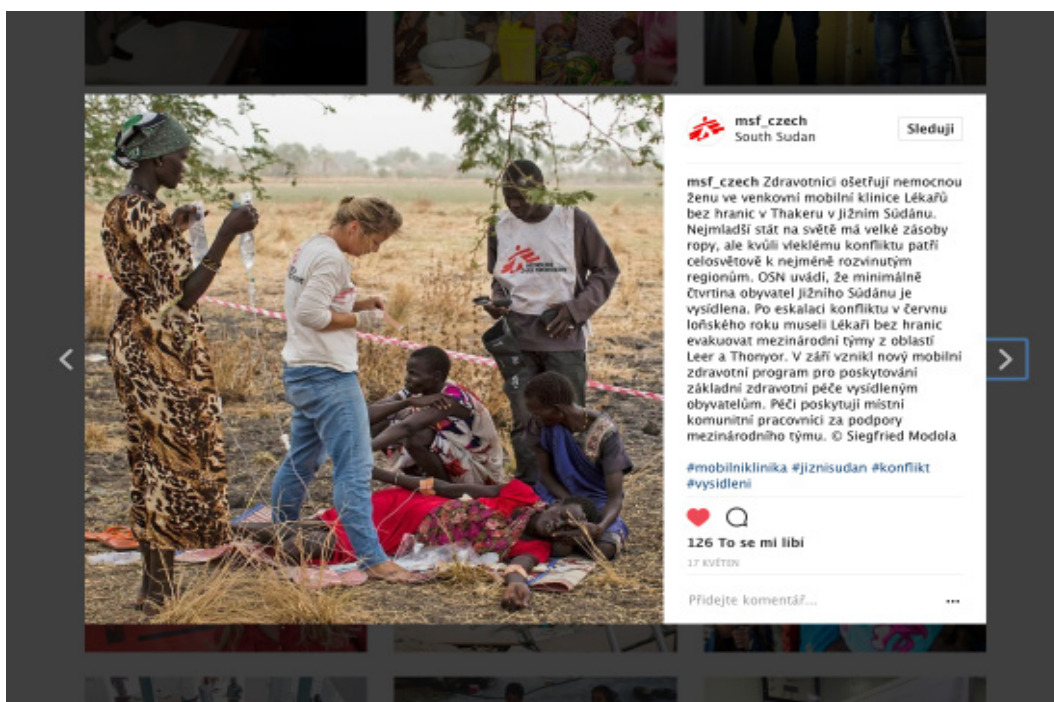 msf_czech
South Sudan
Sleduji
msf_czech Zdravotníci ošetřují nemocnou
ženu ve venkovní mobilní klinice Lékařů
bez hranic v Thakeru v Jižním Súdánu.
Nejmladší stát na světě má velké zásoby
ropy, ale kvůli vleklému konfliktu patří
celosvětově k nejméně rozvinutým
regionům. OSN uvádí, že minimálně
čtvrtina obyvatel Jižního Súdánu je
vysídlena. Po eskalaci konfliktu v červnu
loňského roku museli Lékaři bez hranic
evakuovat mezinárodní týmy z oblastí
Leer a Thonyor. V září vznikl nový mobilní
zdravotní program pro poskytování
základní zdravotní péče vysídleným
obyvatelům. Péči poskytují místní
komunitní pracovníci za podpory
mezinárodního týmu. © Siegfried Modola
#mobilniklinika #jiznisudan #konflikt
#vysidleni
126 To se mi líbí
17 KVĚTEN
Přidejte komentář...